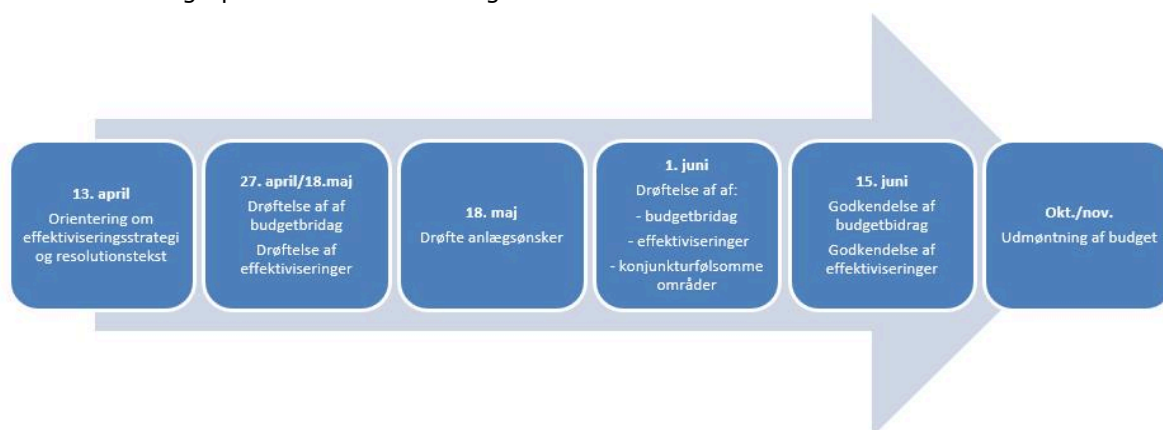 13. april
Orientering om
effektiviseringsstrategi
og resolutionstekst
27. april/18.maj
Drøftelse af af
budgetbridag
Drøftelse af
effektiviseringer
18. maj
Drøfte anlægsønsker
1. juni
Drøftelse af af:
- budgetbridag
- effektiviseringer
- konjunkturfølsomme
områder
15. juni
Godkendelse af
budgetbidrag
Godkendelse af
effektiviseringer
Okt./nov.
Udmøntning af budget